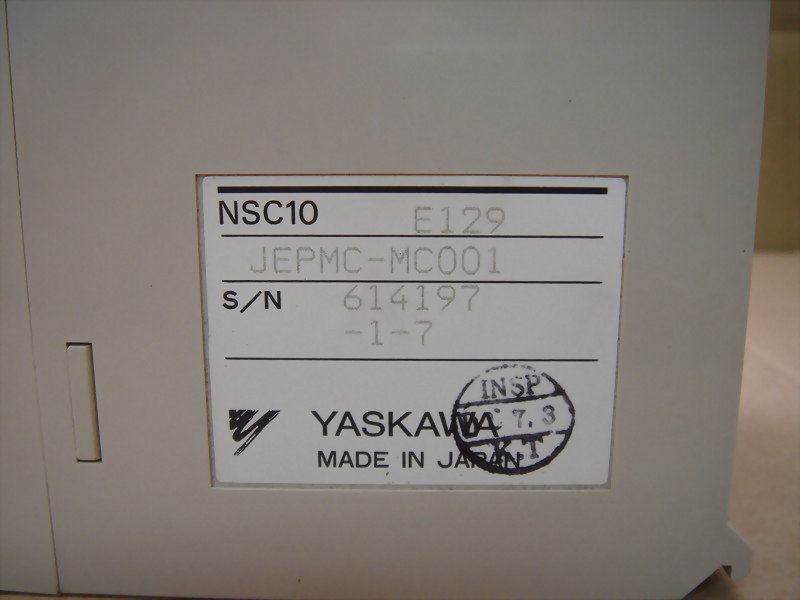 NSC10 E129
JEPMC-MC001
S/N 614197
-1-7
YASKAWA
MADE IN JAPAN
INSP
7.3
K.T